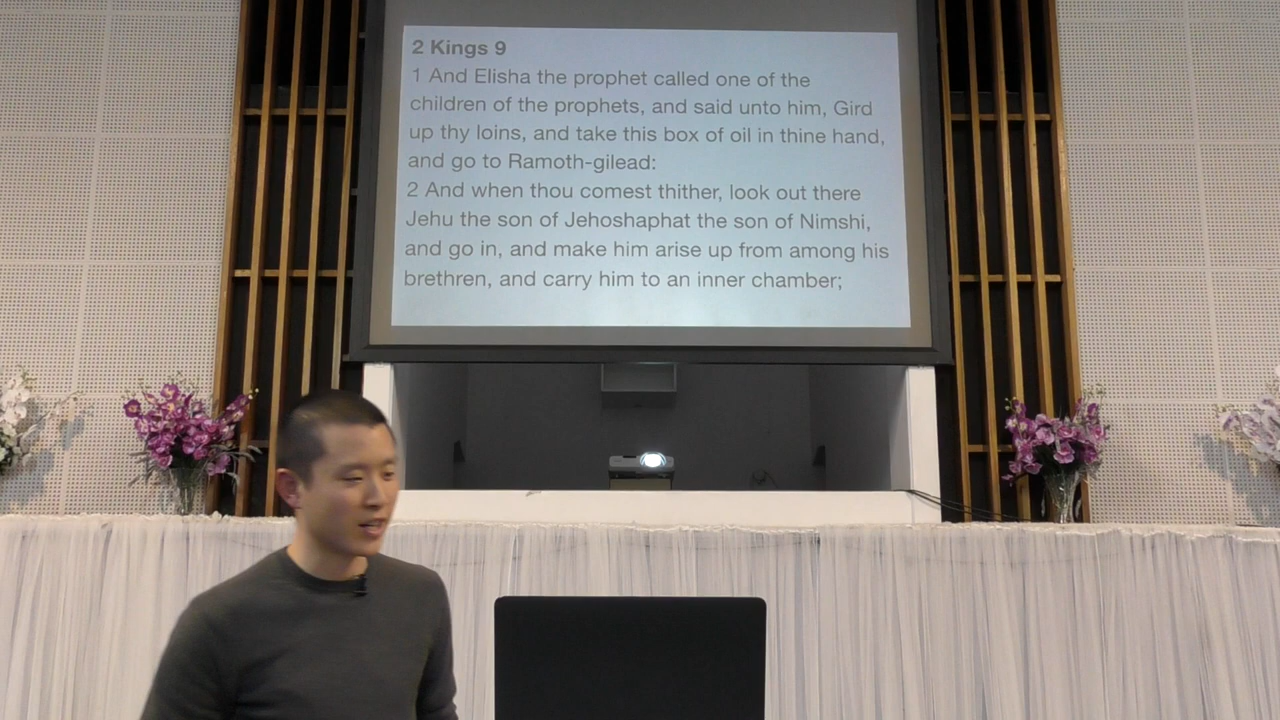 2 Kings 9
1 And Elisha the prophet called one of the
children of the prophets, and said unto him, Gird
up thy loins, and take this box of oil in thine hand,
and go to Ramoth-gilead:
2 And when thou comest thither, look out there
Jehu the son of Jehoshaphat the son of Nimshi,
and go in, and make him arise up from among his
brethren, and carry him to an inner chamber;